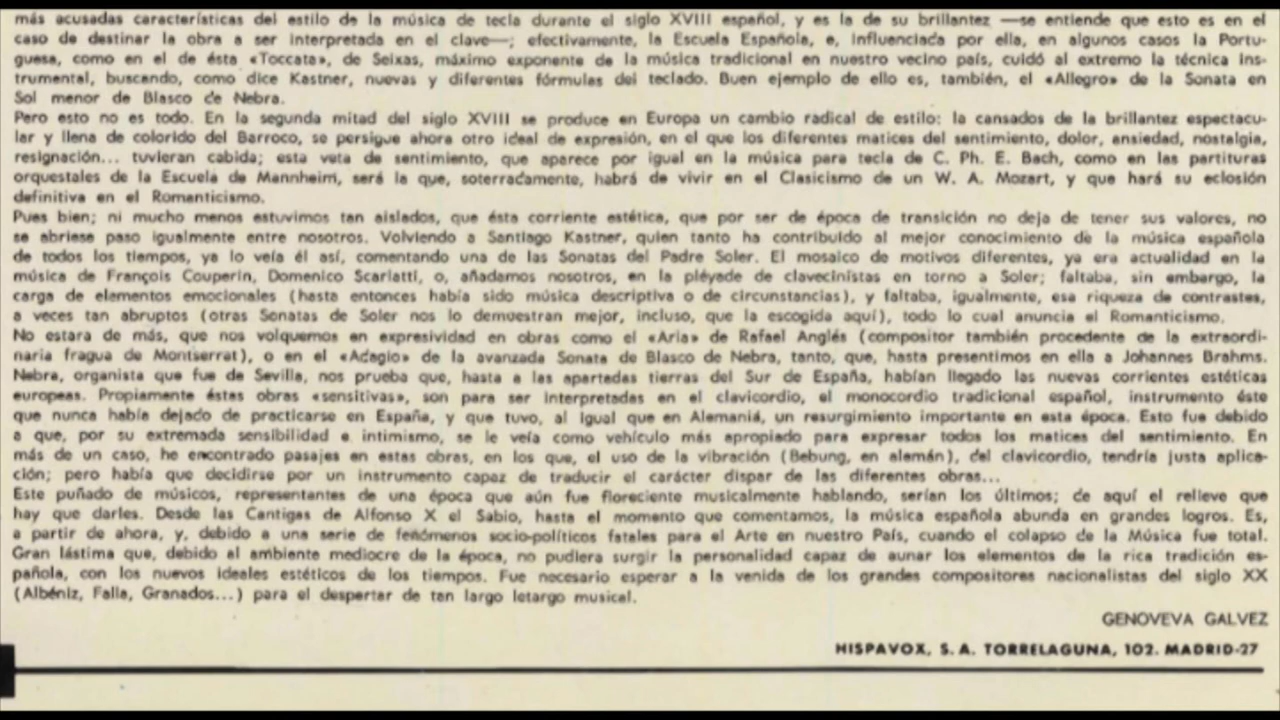 más acusadas características del estilo de la música de tecla durante el siglo XVIII español, y es la de su brillantez —se entiende que esto es en el
caso de destinar la obra a ser interpretada en el clave—; efectivamente, la Escuela Española, e, influenciada por ella, en algunos casos la Portu-
guesa, como en el de ésta «Toccata», de Seixas, máximo exponente de la música tradicional en nuestro vecino país, cuidó al extremo la técnica ins-
trumental, buscando, como dice Kastner, nuevas y diferentes fórmulas del teclado. Buen ejemplo de ello es, también, el «Allegro» de la Sonata en
Sol menor de Blasco de Nebra.
Pero esto no es todo. En la segunda mitad del siglo XVIII se produce en Europa un cambio radical de estilo: la cansados de la brillantez espectacu-
lar y llena de colorido del Barroco, se persigue ahora otro ideal de expresión, en el que los diferentes matices del sentimiento, dolor, ansiedad, nostalgia,
resignación... tuvieran cabida; esta veta de sentimiento, que aparece por igual en la música para tecla de C. Ph. E. Bach, como en las partituras
orquestales de la Escuela de Mannheim, será la que, soterradamente, habrá de vivir en el Clasicismo de un W. A. Mozart, y que hará su eclosión
definitiva en el Romanticismo.
Pues bien; ni mucho menos estuvimos tan aislados, que ésta corriente estética, que por ser de época de transición no deja de tener sus valores, no
se abriese paso igualmente entre nosotros. Volviendo a Santiago Kastner, quien tanto ha contribuido al mejor conocimiento de la música española
de todos los tiempos, ya lo veía él así, comentando una de las Sonatas del Padre Soler. El mosaico de motivos diferentes, ya era actualidad en la
música de François Couperin, Domenico Scarlatti, o, añadamos nosotros, en la pléyade de clavecinistas en torno a Soler; faltaba, sin embargo, la
carga de elementos emocionales (hasta entonces había sido música descriptiva o de circunstancias), y faltaba, igualmente, esa riqueza de contrastes,
a veces tan abruptos (otras Sonatas de Soler nos lo demuestran mejor, incluso, que la escogida aquí), todo lo cual anuncia el Romanticismo.
No estara de más, que nos volquemos en expresividad en obras como el «Aria» de Rafael Anglés (compositor también procedente de la extraordi-
naria fragua de Montserrat), o en el «Adagio» de la avanzada Sonata de Blasco de Nebra, tanto, que, hasta presentimos en ella a Johannes Brahms.
Nebra, organista que fue de Sevilla, nos prueba que, hasta a las apartadas tierras del Sur de España, habían llegado las nuevas corrientes estéticas
europeas. Propiamente éstas obras «sensitivas», son para ser interpretadas en el clavicordio, el monocordio tradicional español, instrumento éste
que nunca había dejado de practicarse en España, y que tuvo, al igual que en Alemaniá, un resurgimiento importante en esta época. Esto fue debido
a que, por su extremada sensibilidad e intimismo, se le veía como vehículo más apropiado para expresar todos los matices del sentimiento. En
más de un caso, he encontrado pasajes en estas obras, en los que, el uso de la vibración (Bebung, en alemán), del clavicordio, tendría justa aplica-
ción; pero había que decidirse por un instrumento capaz de traducir el carácter dispar de las diferentes obras...
Este puñado de músicos, representantes de una época que aún fue floreciente musicalmente hablando, serían los últimos; de aquí el relieve que
hay que darles. Desde las Cantigas de Alfonso X el Sabio, hasta el momento que comentamos, la música española abunda en grandes logros. Es,
a partir de ahora, y, debido a una serie de fenómenos socio-políticos fatales para el Arte en nuestro País, cuando el colapso de la Música fue total.
Gran lástima que, debido al ambiente mediocre de la época, no pudiera surgir la personalidad capaz de aunar los elementos de la rica tradición es-
pañola, con los nuevos ideales estéticos de los tiempos. Fue necesario esperar a la venida de los grandes compositores nacionalistas del siglo XX
(Albéniz, Falla, Granados...) para el despertar de tan largo letargo musical.
GENOVEVA GALVEZ
HISPAVOX, S. A. TORRELAGUNA, 102. MADRID-27